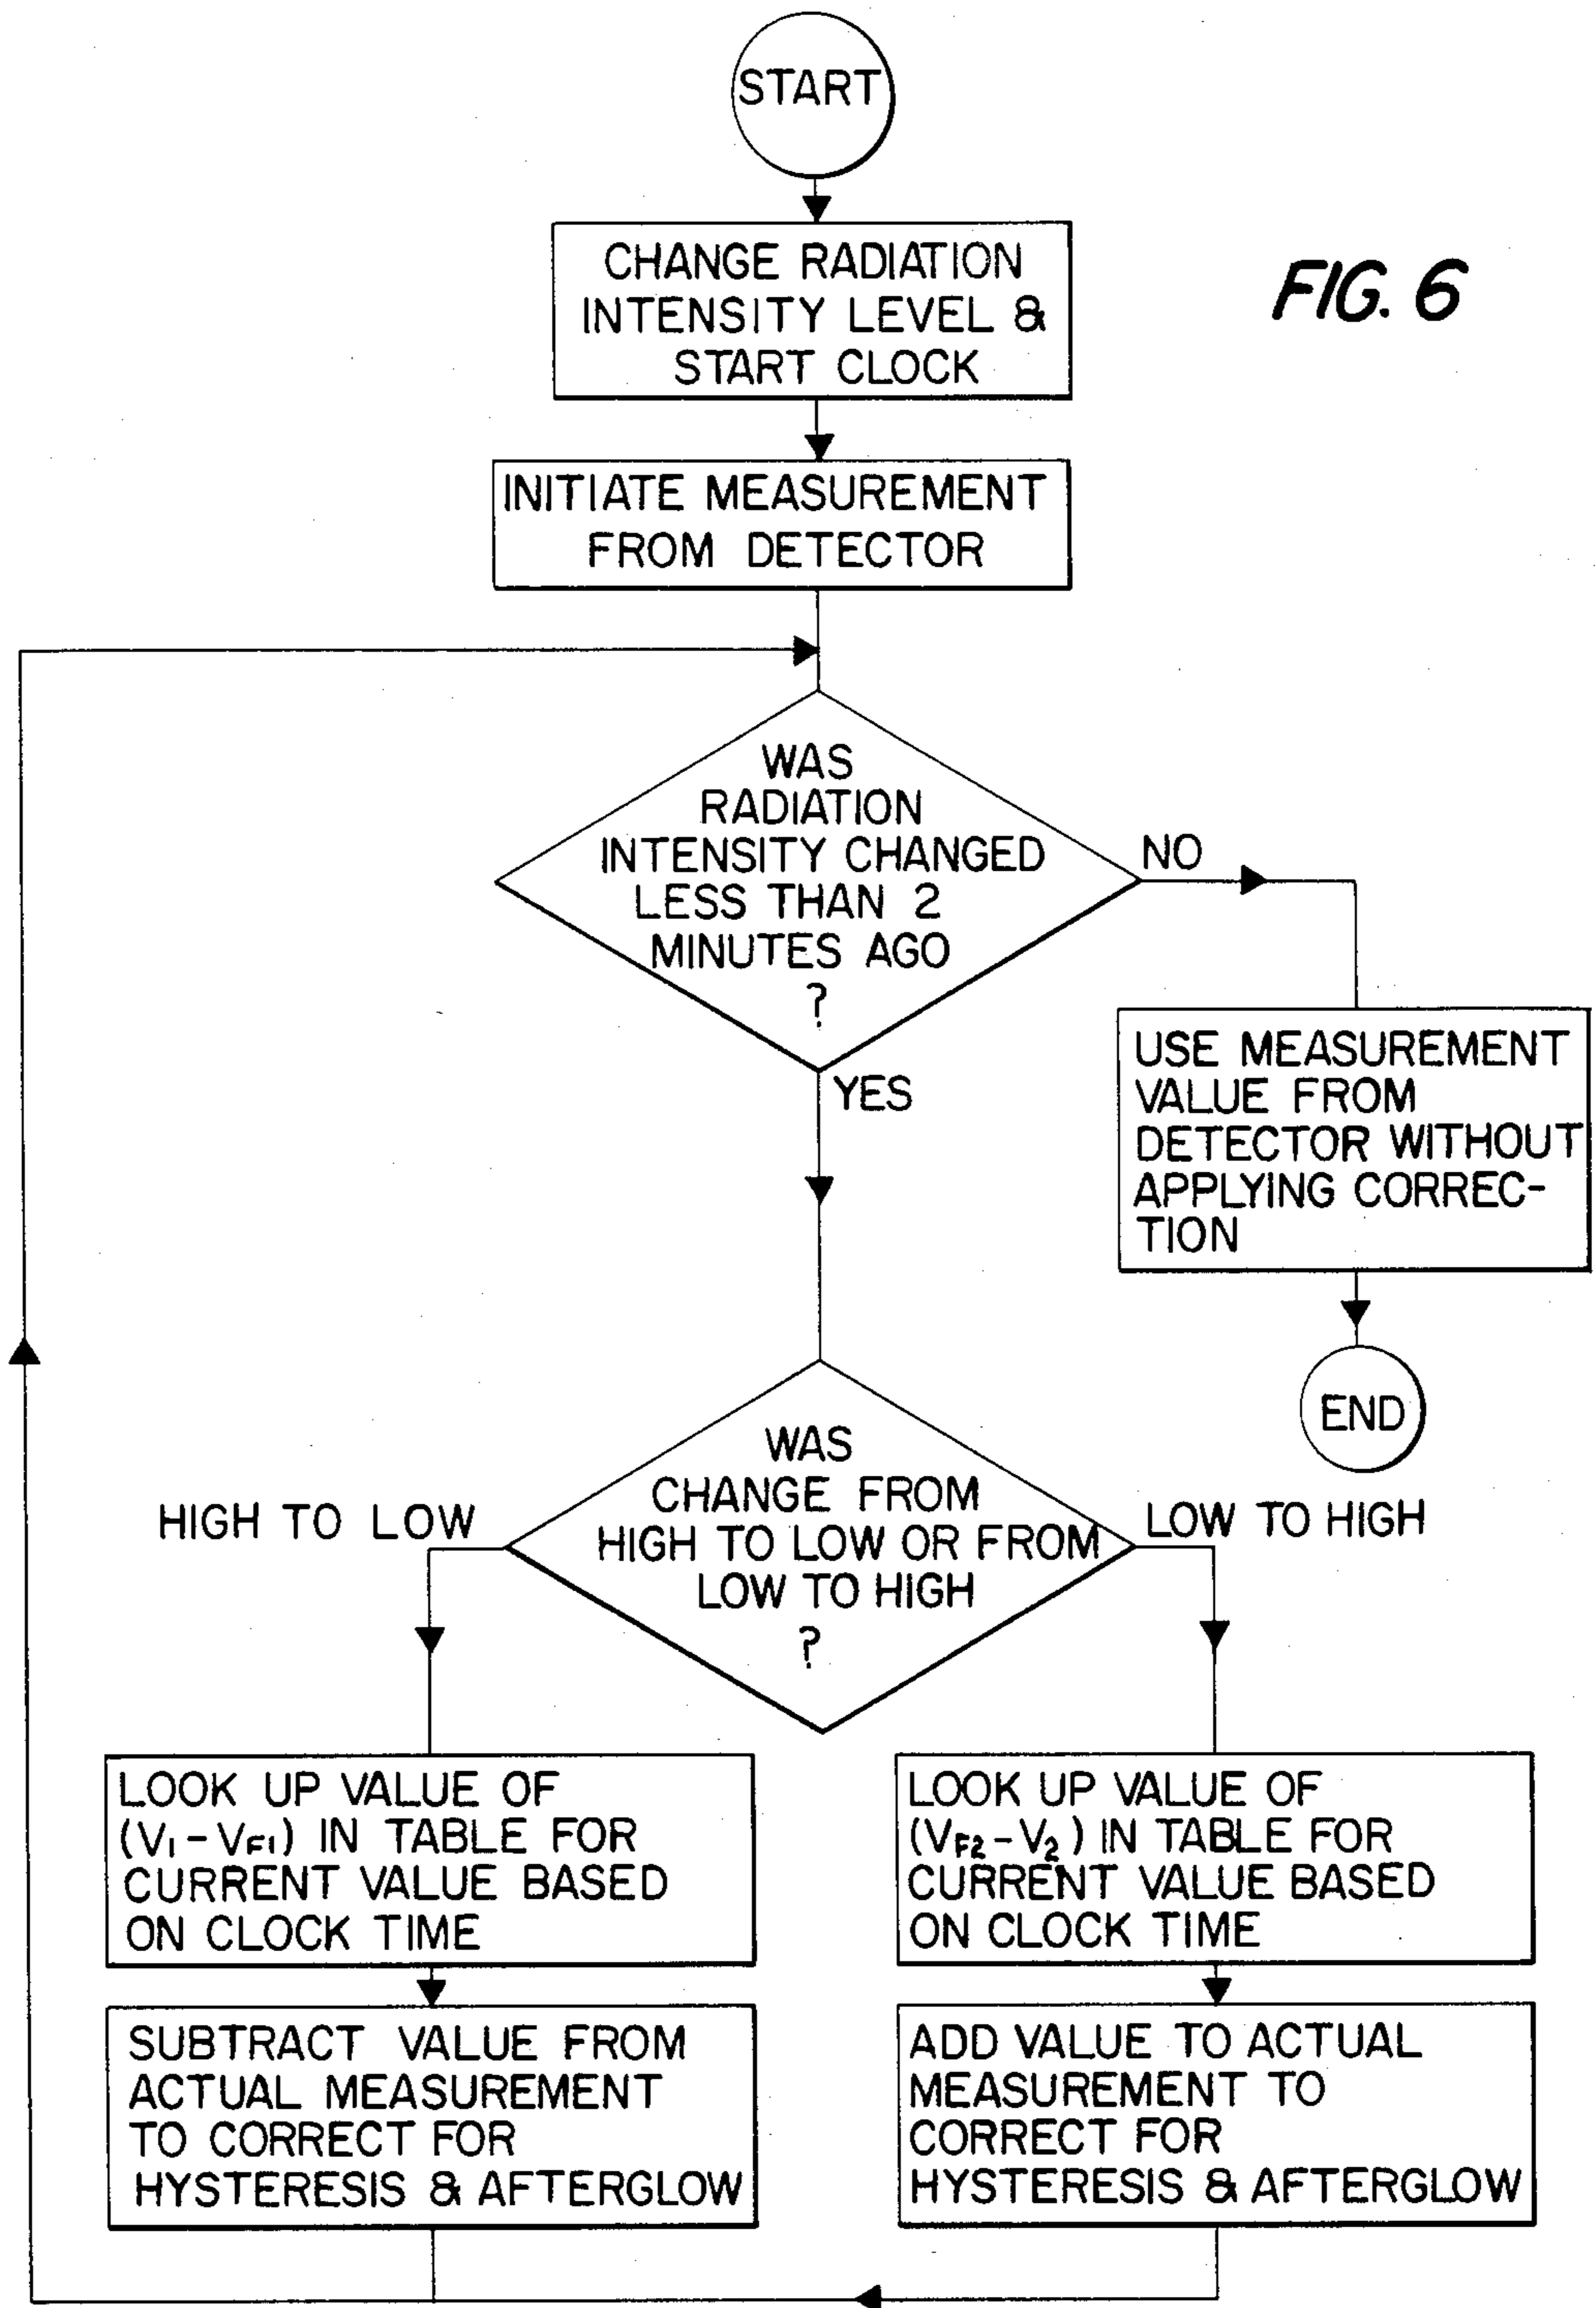 START
CHANGE RADIATION
INTENSITY LEVEL &
START CLOCK
FIG. 6
INITIATE MEASUREMENT
FROM DETECTOR
WAS
RADIATION
INTENSITY CHANGED
LESS THAN 2
MINUTES AGO
?
NO
YES
USE MEASUREMENT
VALUE FROM
DETECTOR WITHOUT
APPLYING CORREC-
TION
END
WAS
CHANGE FROM
HIGH TO LOW OR FROM
LOW TO HIGH
?
HIGH TO LOW
LOW TO HIGH
LOOK UP VALUE OF
(V1 - VF1) IN TABLE FOR
CURRENT VALUE BASED
ON CLOCK TIME
LOOK UP VALUE OF
(VF2 - V2) IN TABLE FOR
CURRENT VALUE BASED
ON CLOCK TIME
SUBTRACT VALUE FROM
ACTUAL MEASUREMENT
TO CORRECT FOR
HYSTERESIS & AFTERGLOW
ADD VALUE TO ACTUAL
MEASUREMENT TO
CORRECT FOR
HYSTERESIS & AFTERGLOW